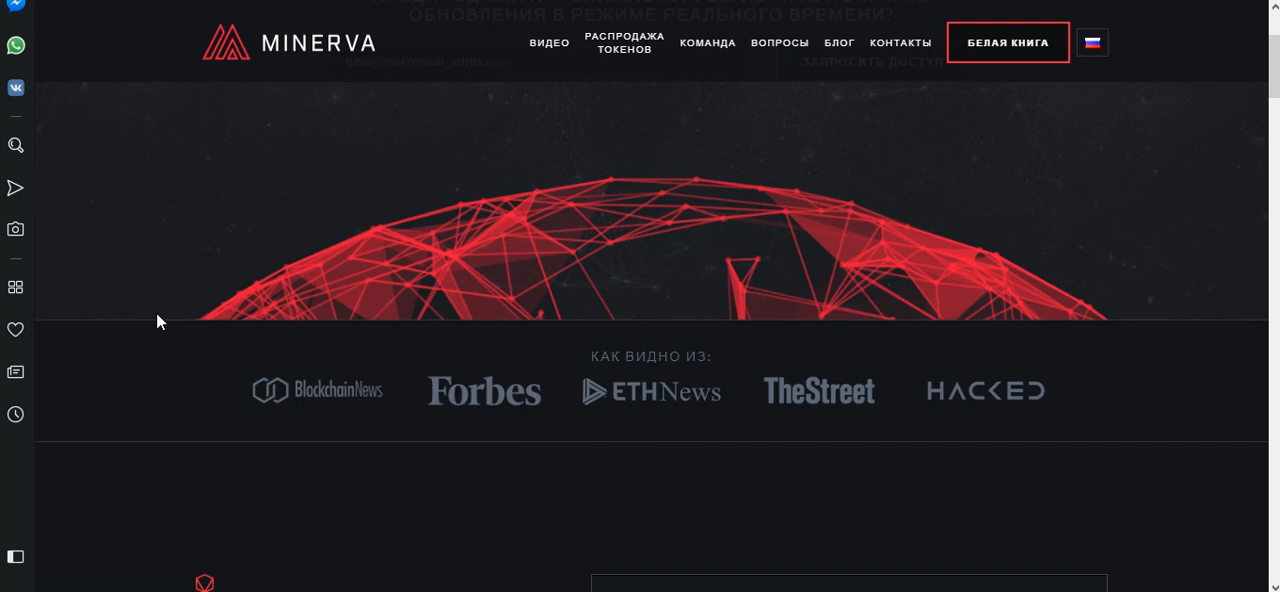 ОБНОВЛЕНИЯ В РЕЖИМЕ РЕАЛЬНОГО ВРЕМЕНИ?
MINERVA
ВИДЕО
РАСПРОДАЖА
ТОКЕНОВ
КОМАНДА
ВОПРОСЫ
БЛОГ
КОНТАКТЫ
БЕЛАЯ КНИГА
ЗАПРОСИТЬ ДОСТУП
КАК ВИДНО ИЗ:
BlockchainNews
Forbes
ETHNews
TheStreet
HACKED